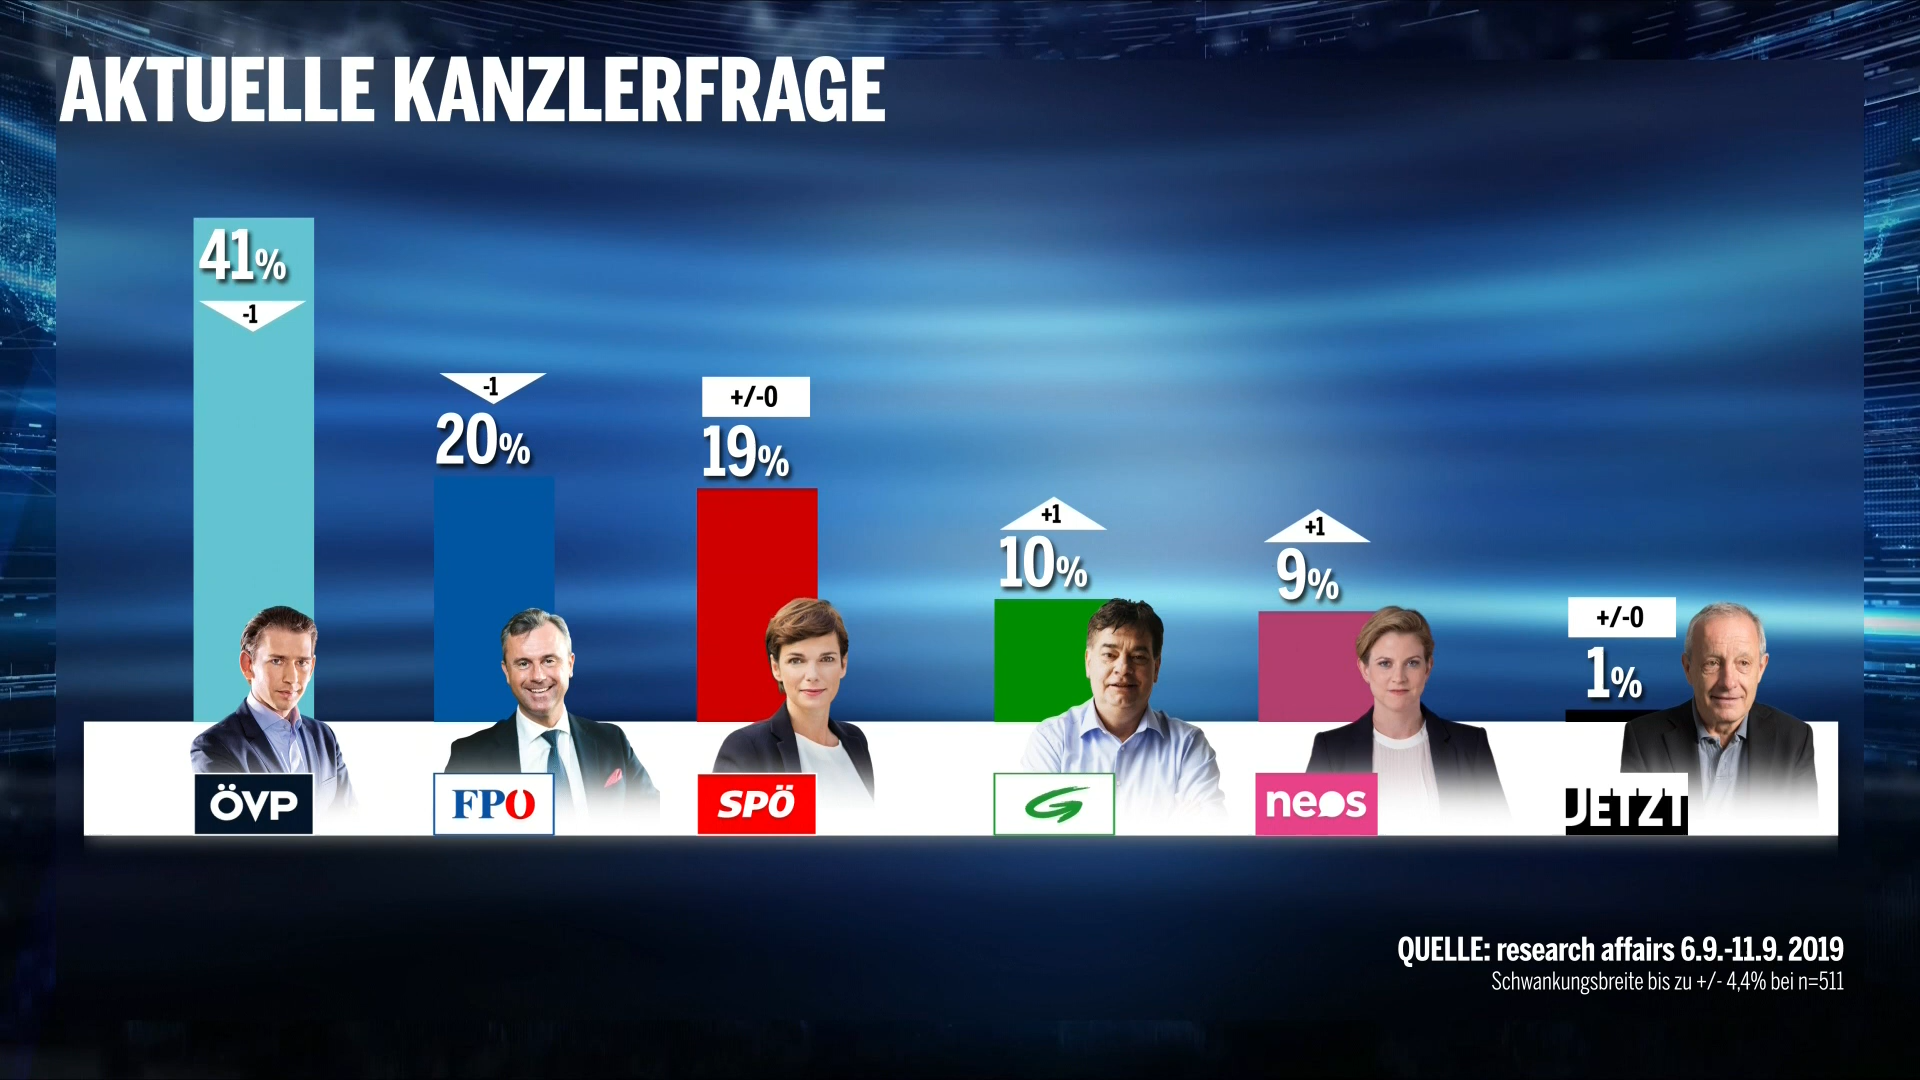 AKTUELLE KANZLERFRAGE
41%
-1
-1
20%
+/-0
19%
+1
10%
+1
9%
+/-0
1%
ÖVP
FPÖ
SPÖ
G
neos
JETZT
QUELLE: research affairs 6.9.-11.9. 2019
Schwankungsbreite bis zu +/- 4,4% bei n=511